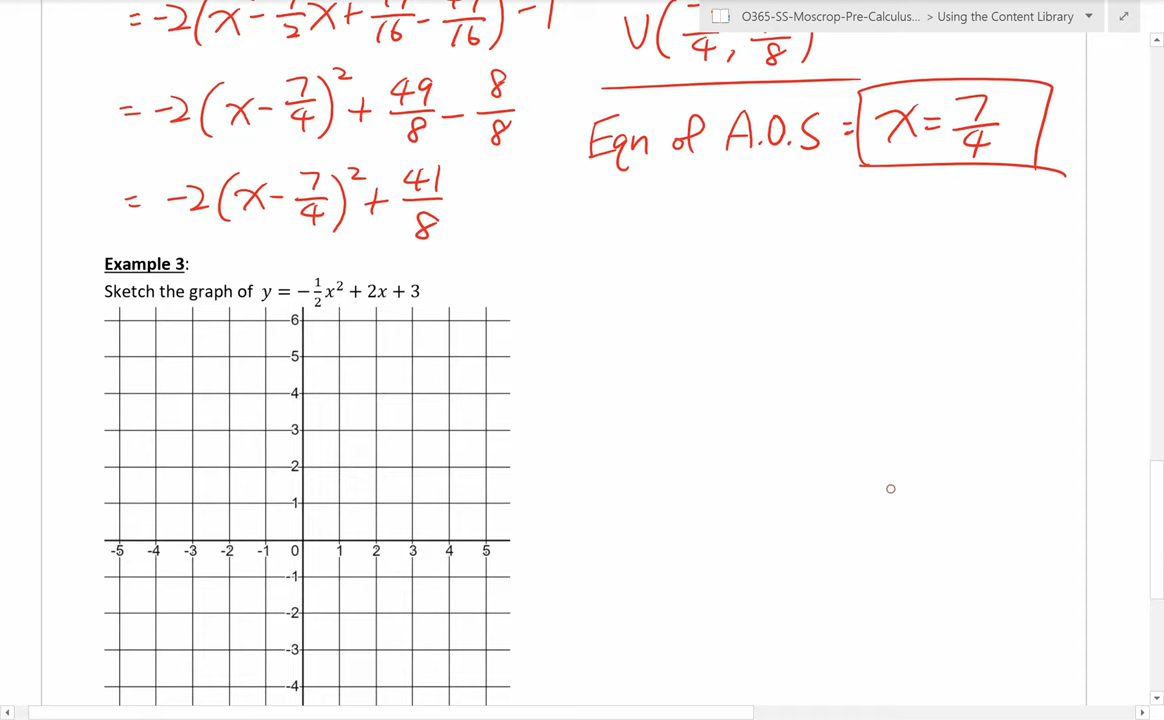 O365-SS-Moscrop-Pre-Calculus... > Using the Content Library
= -2(x - 7/4)² + 49/8 - 8/8
= -2(x - 7/4)² + 41/8
Eqn of A.O.S = x = 7/4
Example 3:
Sketch the graph of y = −1/2x² + 2x + 3
6
5
4
3
2
1
-5 -4 -3 -2 -1 0 1 2 3 4 5
-1
-2
-3
-4